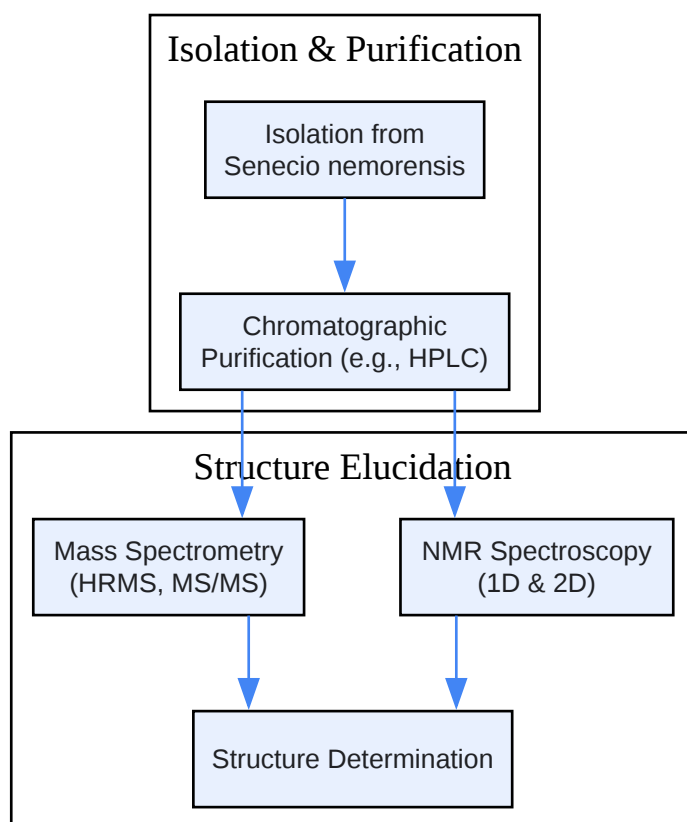 Isolation & Purification
Isolation from
Senecio nemorensis
Chromatographic
Purification (e.g., HPLC)
Structure Elucidation
Mass Spectrometry
(HRMS, MS/MS)
NMR Spectroscopy
(1D & 2D)
Structure Determination